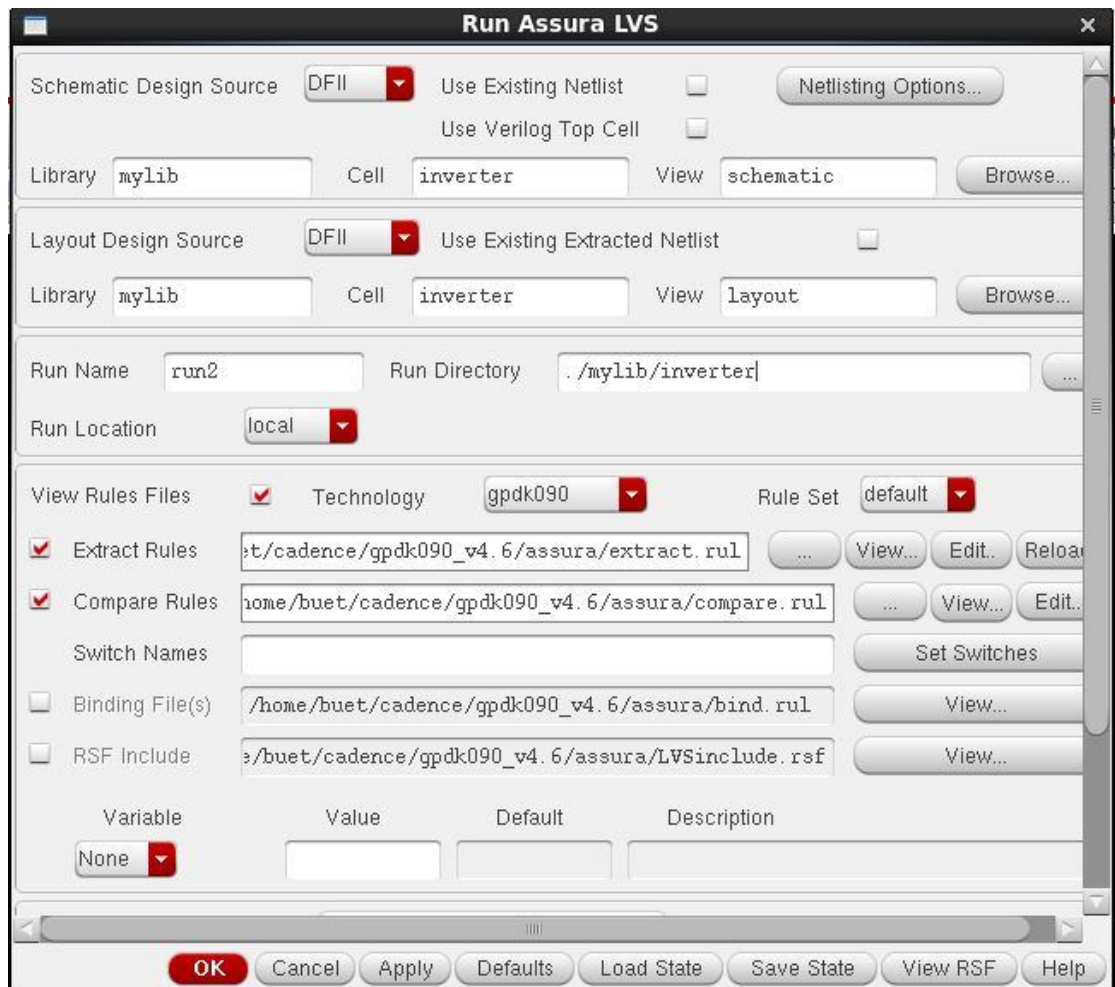 Run Assura LVS
Schematic Design Source DFII Use Existing Netlist Netlisting Options...
Use Verilog Top Cell
Library mylib Cell inverter View schematic Browse...
Layout Design Source DFII Use Existing Extracted Netlist
Library mylib Cell inverter View layout Browse...
Run Name run2 Run Directory ./mylib/inverter ...
Run Location local
View Rules Files Technology gpdk090 Rule Set default
Extract Rules et/cadence/gpdk090_v4.6/assura/extract.rul ... View... Edit.. Reload
Compare Rules home/buet/cadence/gpdk090_v4.6/assura/compare.rul ... View... Edit..
Switch Names Set Switches
Binding File(s) /home/buet/cadence/gpdk090_v4.6/assura/bind.rul View...
RSF Include e/buet/cadence/gpdk090_v4.6/assura/LVSinclude.rsf View...
Variable Value Default Description
None
OK Cancel Apply Defaults Load State Save State View RSF Help